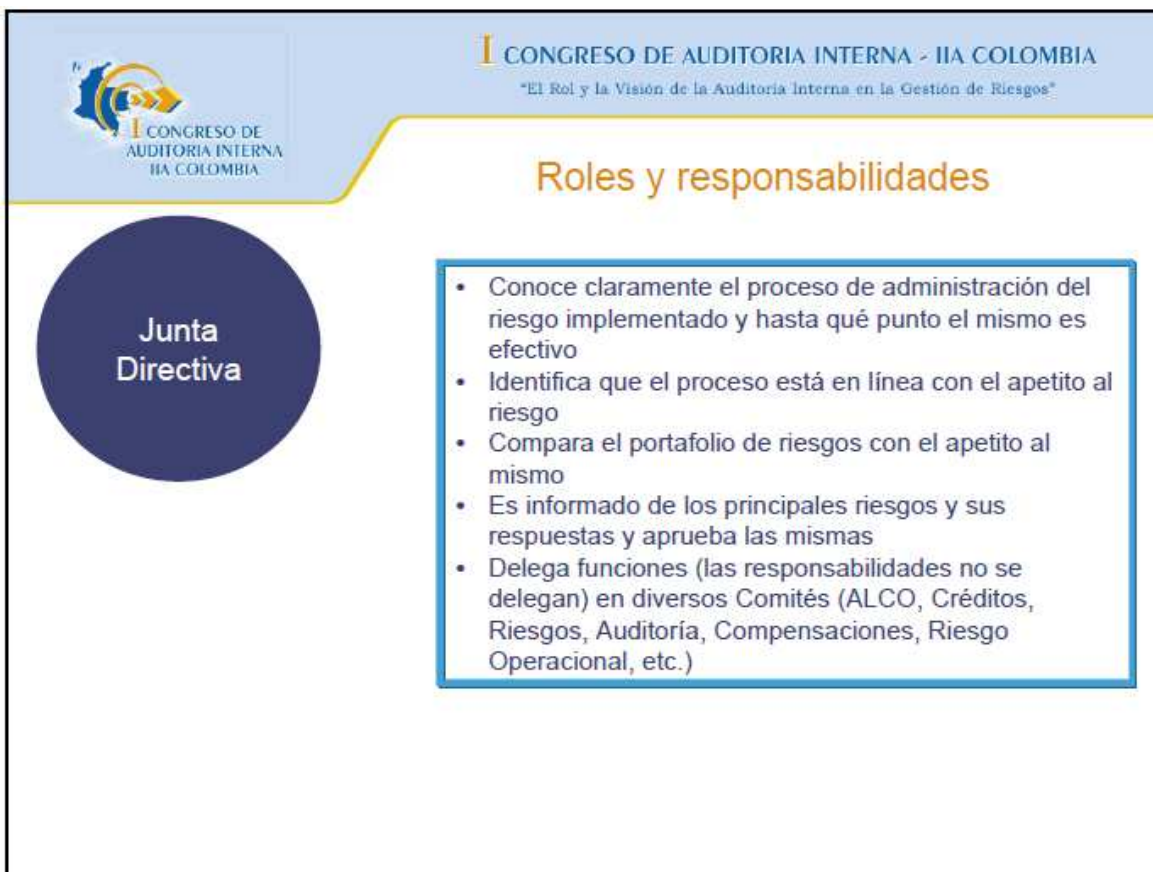 I CONGRESO DE
AUDITORIA INTERNA
IIA COLOMBIA
I CONGRESO DE AUDITORIA INTERNA - IIA COLOMBIA
"El Rol y la Visión de la Auditoria Interna en la Gestión de Riesgos"
Roles y responsabilidades
Junta
Directiva
• Conoce claramente el proceso de administración del
riesgo implementado y hasta qué punto el mismo es
efectivo
• Identifica que el proceso está en línea con el apetito al
riesgo
• Compara el portafolio de riesgos con el apetito al
mismo
• Es informado de los principales riesgos y sus
respuestas y aprueba las mismas
• Delega funciones (las responsabilidades no se
delegan) en diversos Comités (ALCO, Créditos,
Riesgos, Auditoría, Compensaciones, Riesgo
Operacional, etc.)